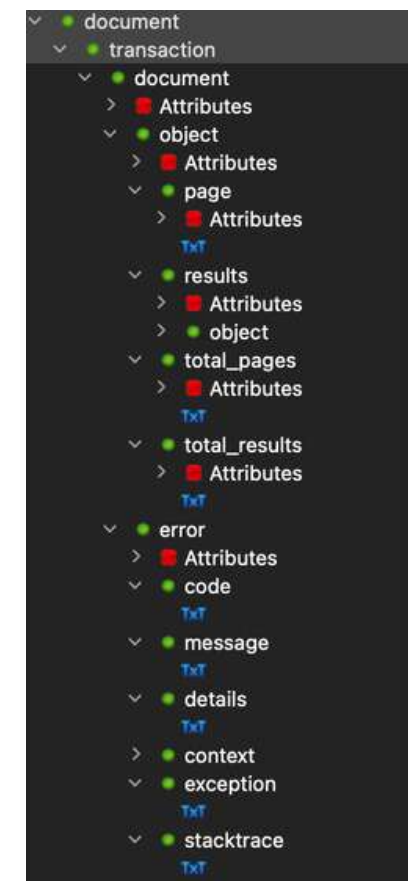 document
transaction
document
Attributes
object
Attributes
page
Attributes
TxT
results
Attributes
object
total_pages
Attributes
TxT
total_results
Attributes
TxT
error
Attributes
code
TxT
message
TxT
details
TxT
context
exception
TxT
stacktrace
TxT